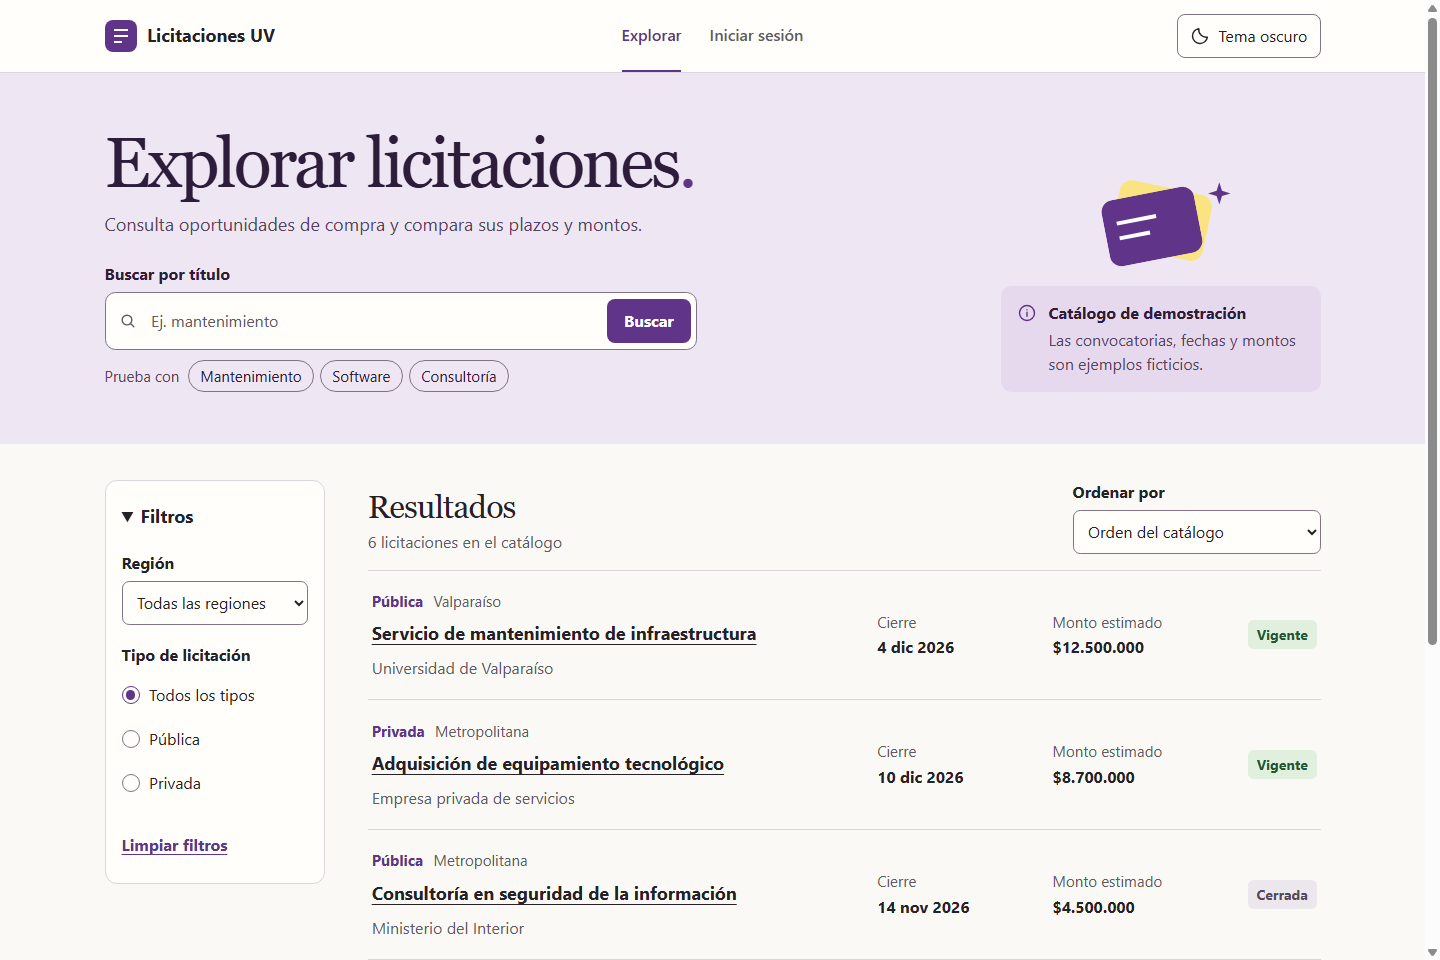 Licitaciones UV
Explorar
Iniciar sesión
Tema oscuro
Explorar licitaciones.
Consulta oportunidades de compra y compara sus plazos y montos.
Buscar por título
Ej. mantenimiento
Buscar
Prueba con
Mantenimiento
Software
Consultoría
Catálogo de demostración
Las convocatorias, fechas y montos
son ejemplos ficticios.
Filtros
Región
Todas las regiones
Tipo de licitación
Todos los tipos
Pública
Privada
Limpiar filtros
Resultados
6 licitaciones en el catálogo
Ordenar por
Orden del catálogo
Pública Valparaíso
Servicio de mantenimiento de infraestructura
Universidad de Valparaíso
Cierre
4 dic 2026
Monto estimado
$12.500.000
Vigente
Privada Metropolitana
Adquisición de equipamiento tecnológico
Empresa privada de servicios
Cierre
10 dic 2026
Monto estimado
$8.700.000
Vigente
Pública Metropolitana
Consultoría en seguridad de la información
Ministerio del Interior
Cierre
14 nov 2026
Monto estimado
$4.500.000
Cerrada